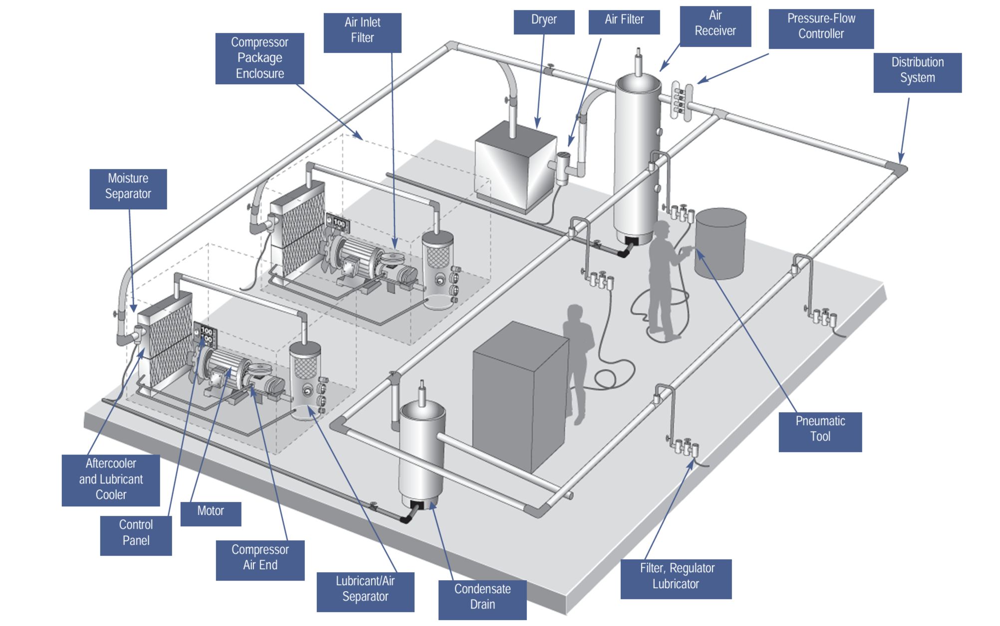 Air Inlet
Filter
Dryer
Air Filter
Air
Receiver
Pressure-Flow
Controller
Compressor
Package
Enclosure
Distribution
System
Moisture
Separator
100
100
100
Pneumatic
Tool
Aftercooler
and Lubricant
Cooler
Motor
Control
Panel
Compressor
Air End
Lubricant/Air
Separator
Condensate
Drain
Filter, Regulator
Lubricator